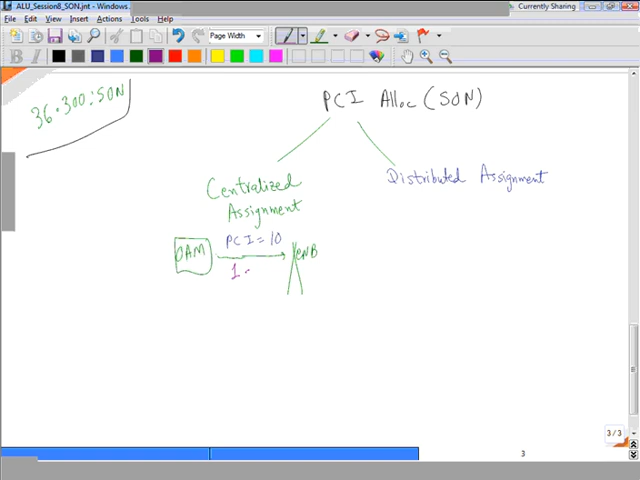 ALU_Session8_SON.jnt - Windows
Currently Sharing
File Edit View Insert Actions Tools Help
Page Width
36.300:SON
PCI Alloc (SON)
Centralized
Assignment
Distributed Assignment
OAM
PCI = 10
eNB
1
3 / 3
3